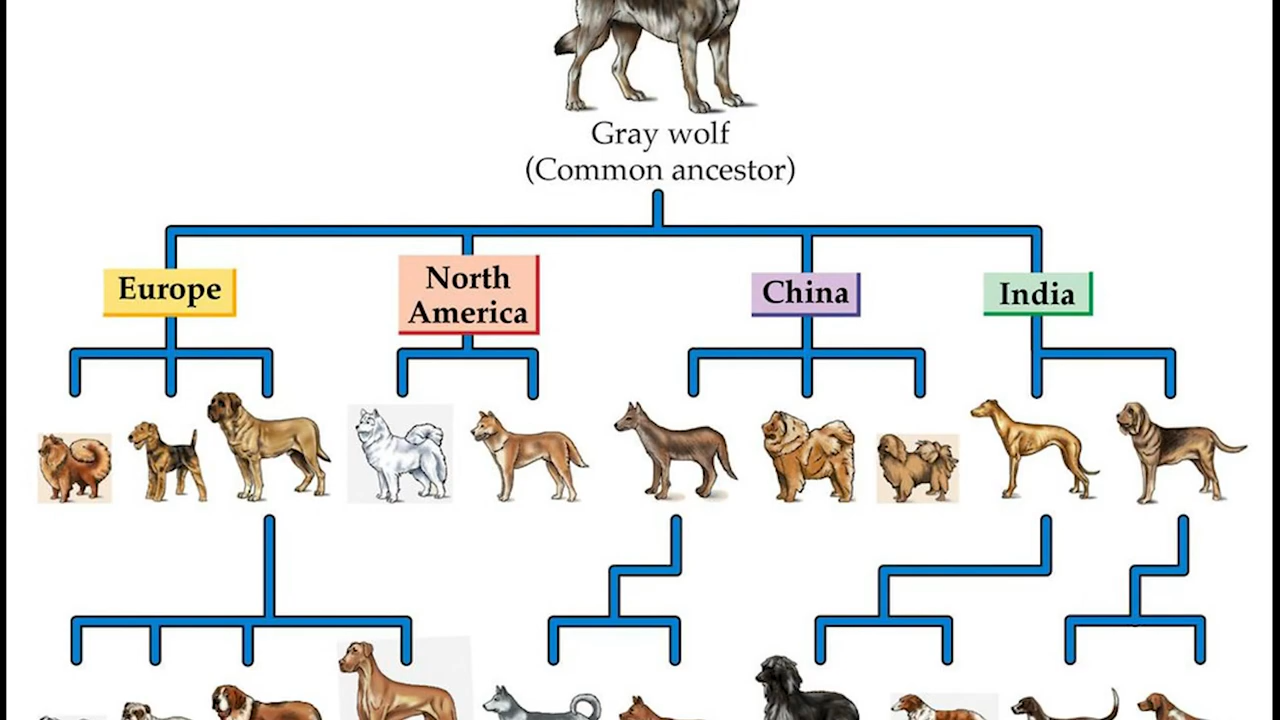 Gray wolf
(Common ancestor)
Europe
North
America
China
India